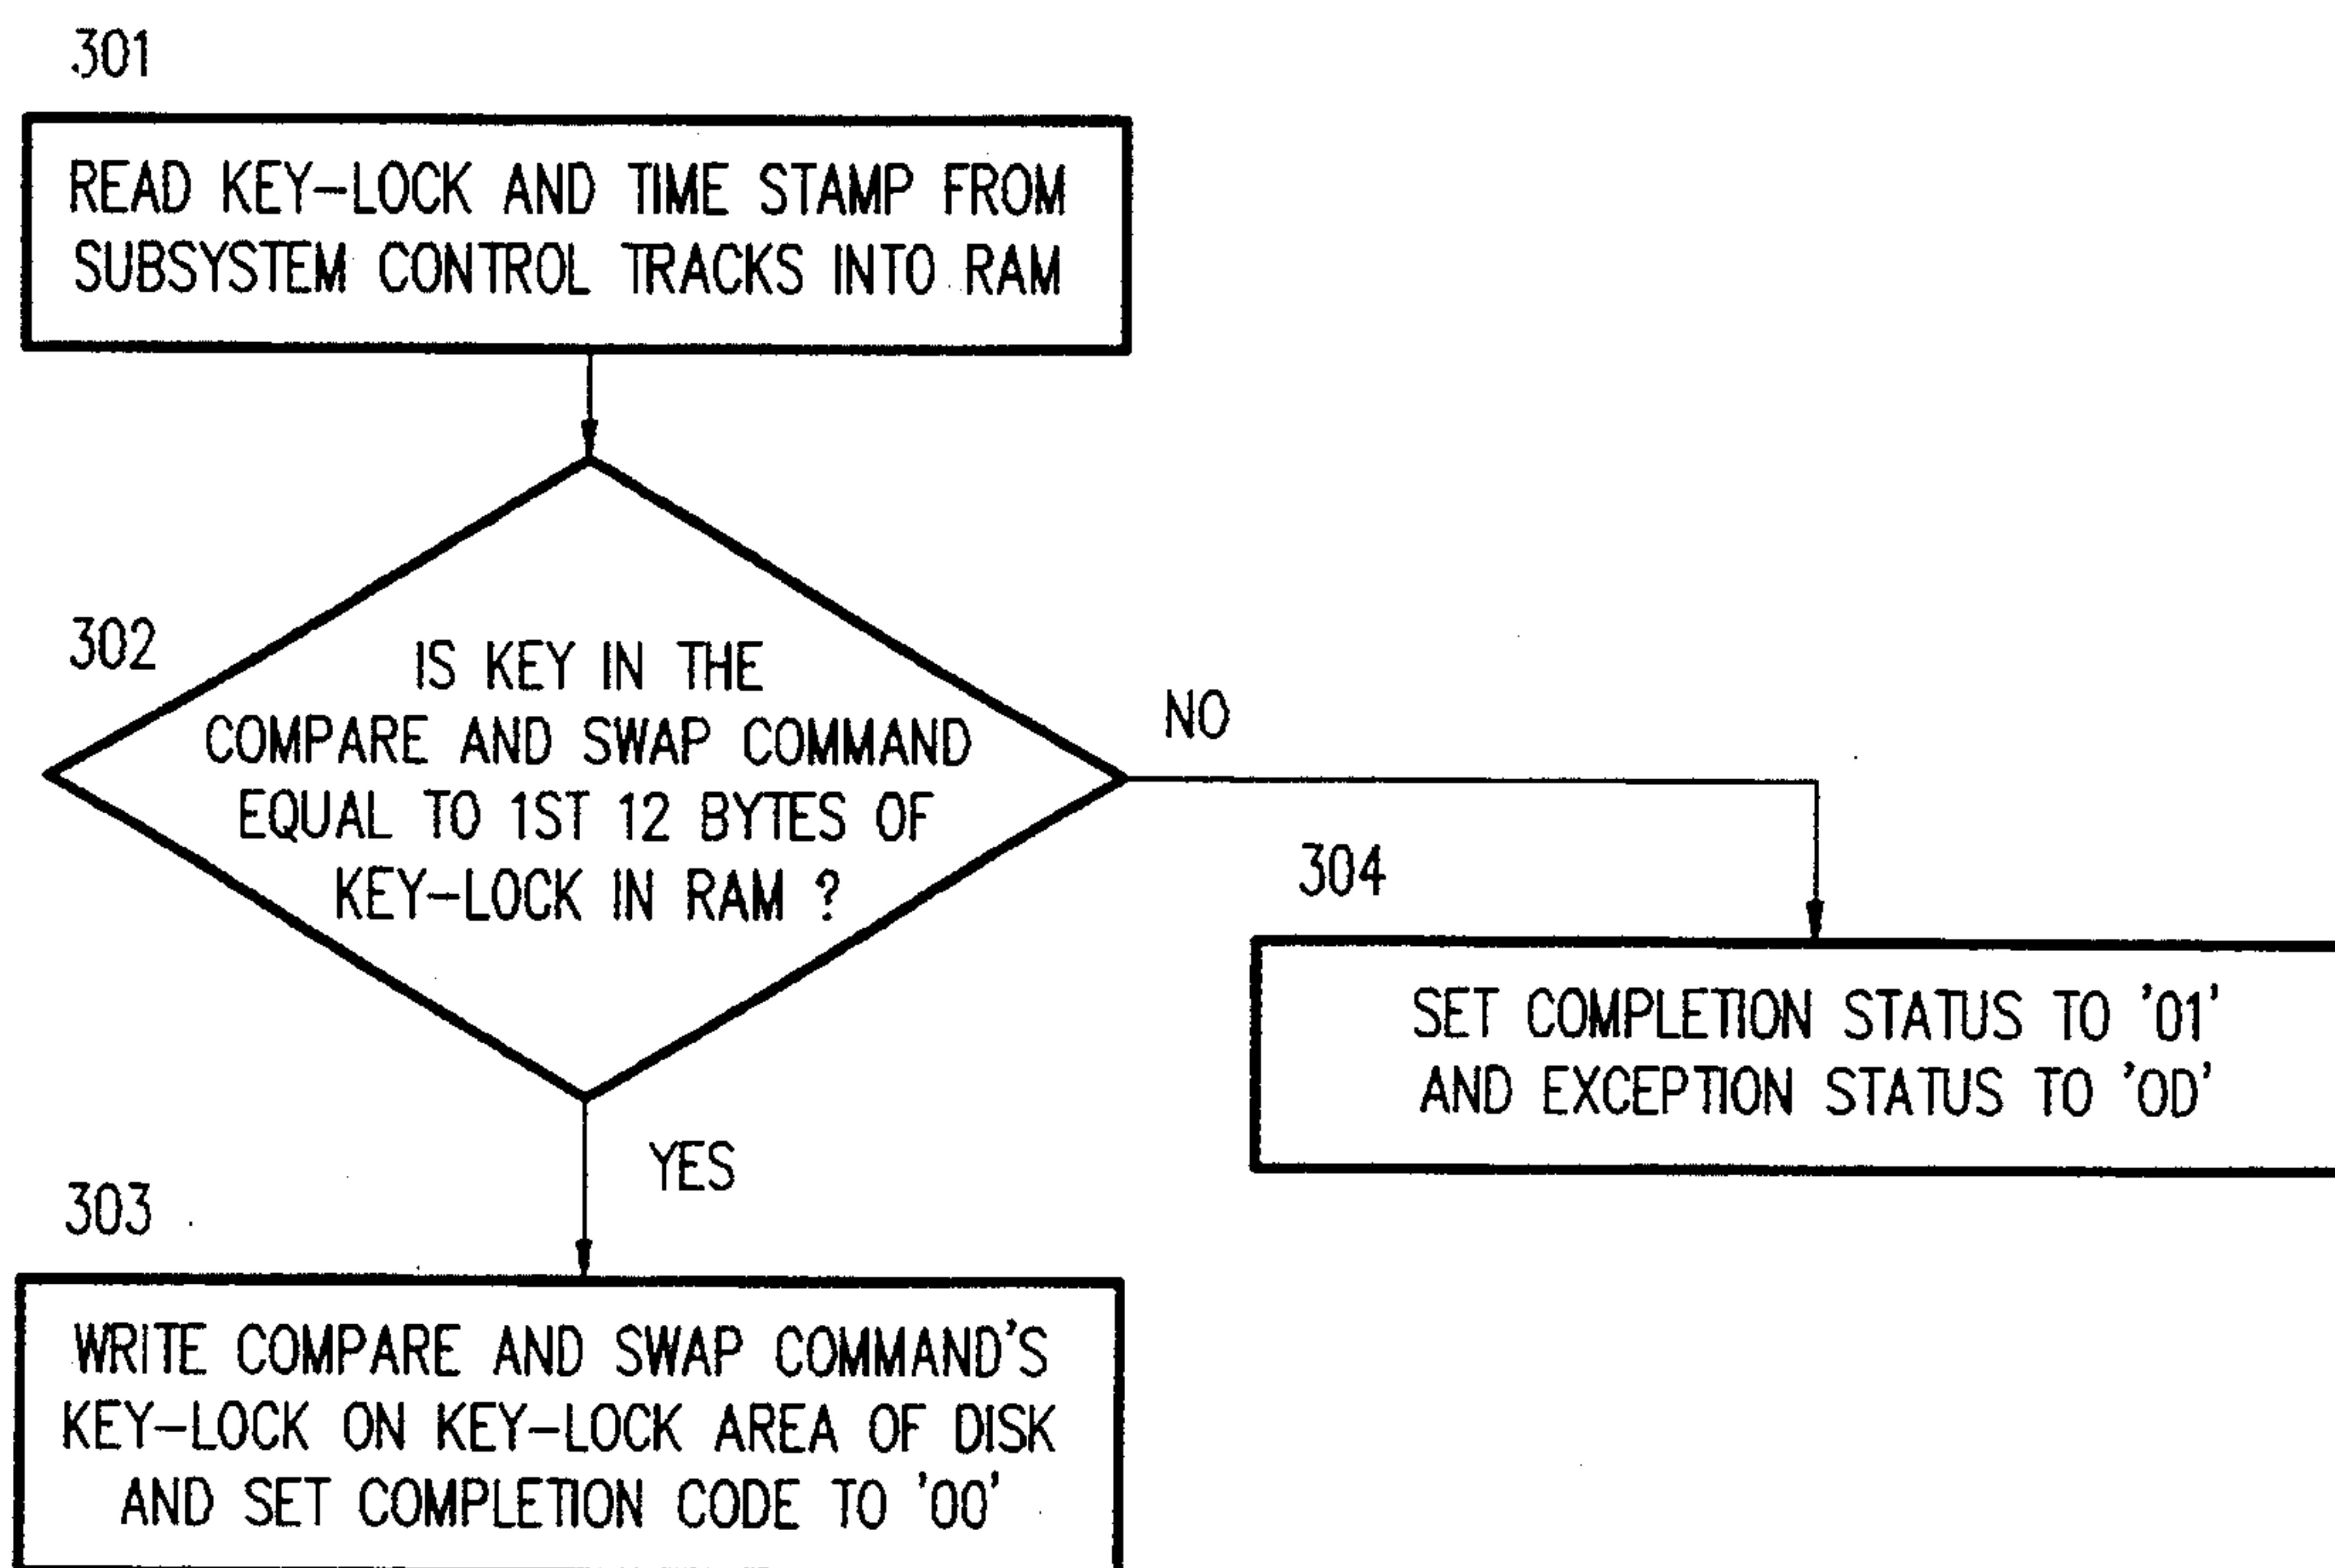 301
READ KEY-LOCK AND TIME STAMP FROM
SUBSYSTEM CONTROL TRACKS INTO RAM
302
IS KEY IN THE
COMPARE AND SWAP COMMAND
EQUAL TO 1ST 12 BYTES OF
KEY-LOCK IN RAM ?
NO
304
SET COMPLETION STATUS TO '01'
AND EXCEPTION STATUS TO '0D'
YES
303
WRITE COMPARE AND SWAP COMMAND'S
KEY-LOCK ON KEY-LOCK AREA OF DISK
AND SET COMPLETION CODE TO '00'